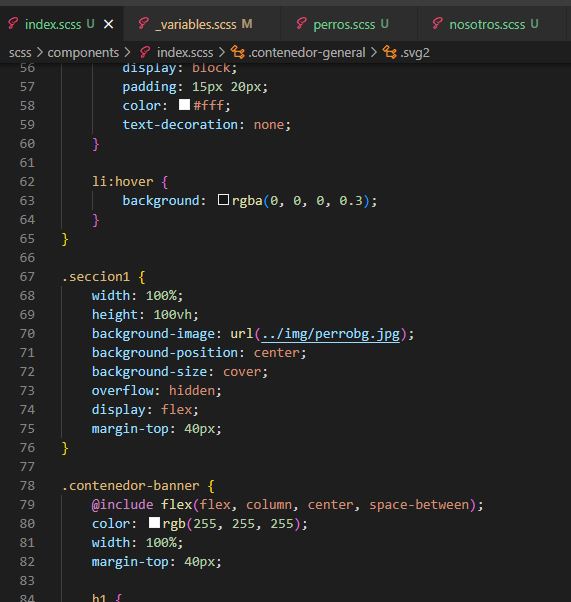 index.scss U × _variables.scss M perros.scss U nosotros.scss U
scss > components > index.scss > .contenedor-general > .svg2
56 display: block;
57 padding: 15px 20px;
58 color: #fff;
59 text-decoration: none;
60 }
61
62 li:hover {
63 background: rgba(0, 0, 0, 0.3);
64 }
65 }
66
67 .seccion1 {
68 width: 100%;
69 height: 100vh;
70 background-image: url(../img/perrobg.jpg);
71 background-position: center;
72 background-size: cover;
73 overflow: hidden;
74 display: flex;
75 margin-top: 40px;
76 }
77
78 .contenedor-banner {
79 @include flex(flex, column, center, space-between);
80 color: rgb(255, 255, 255);
81 width: 100%;
82 margin-top: 40px;
83
84 h1 {